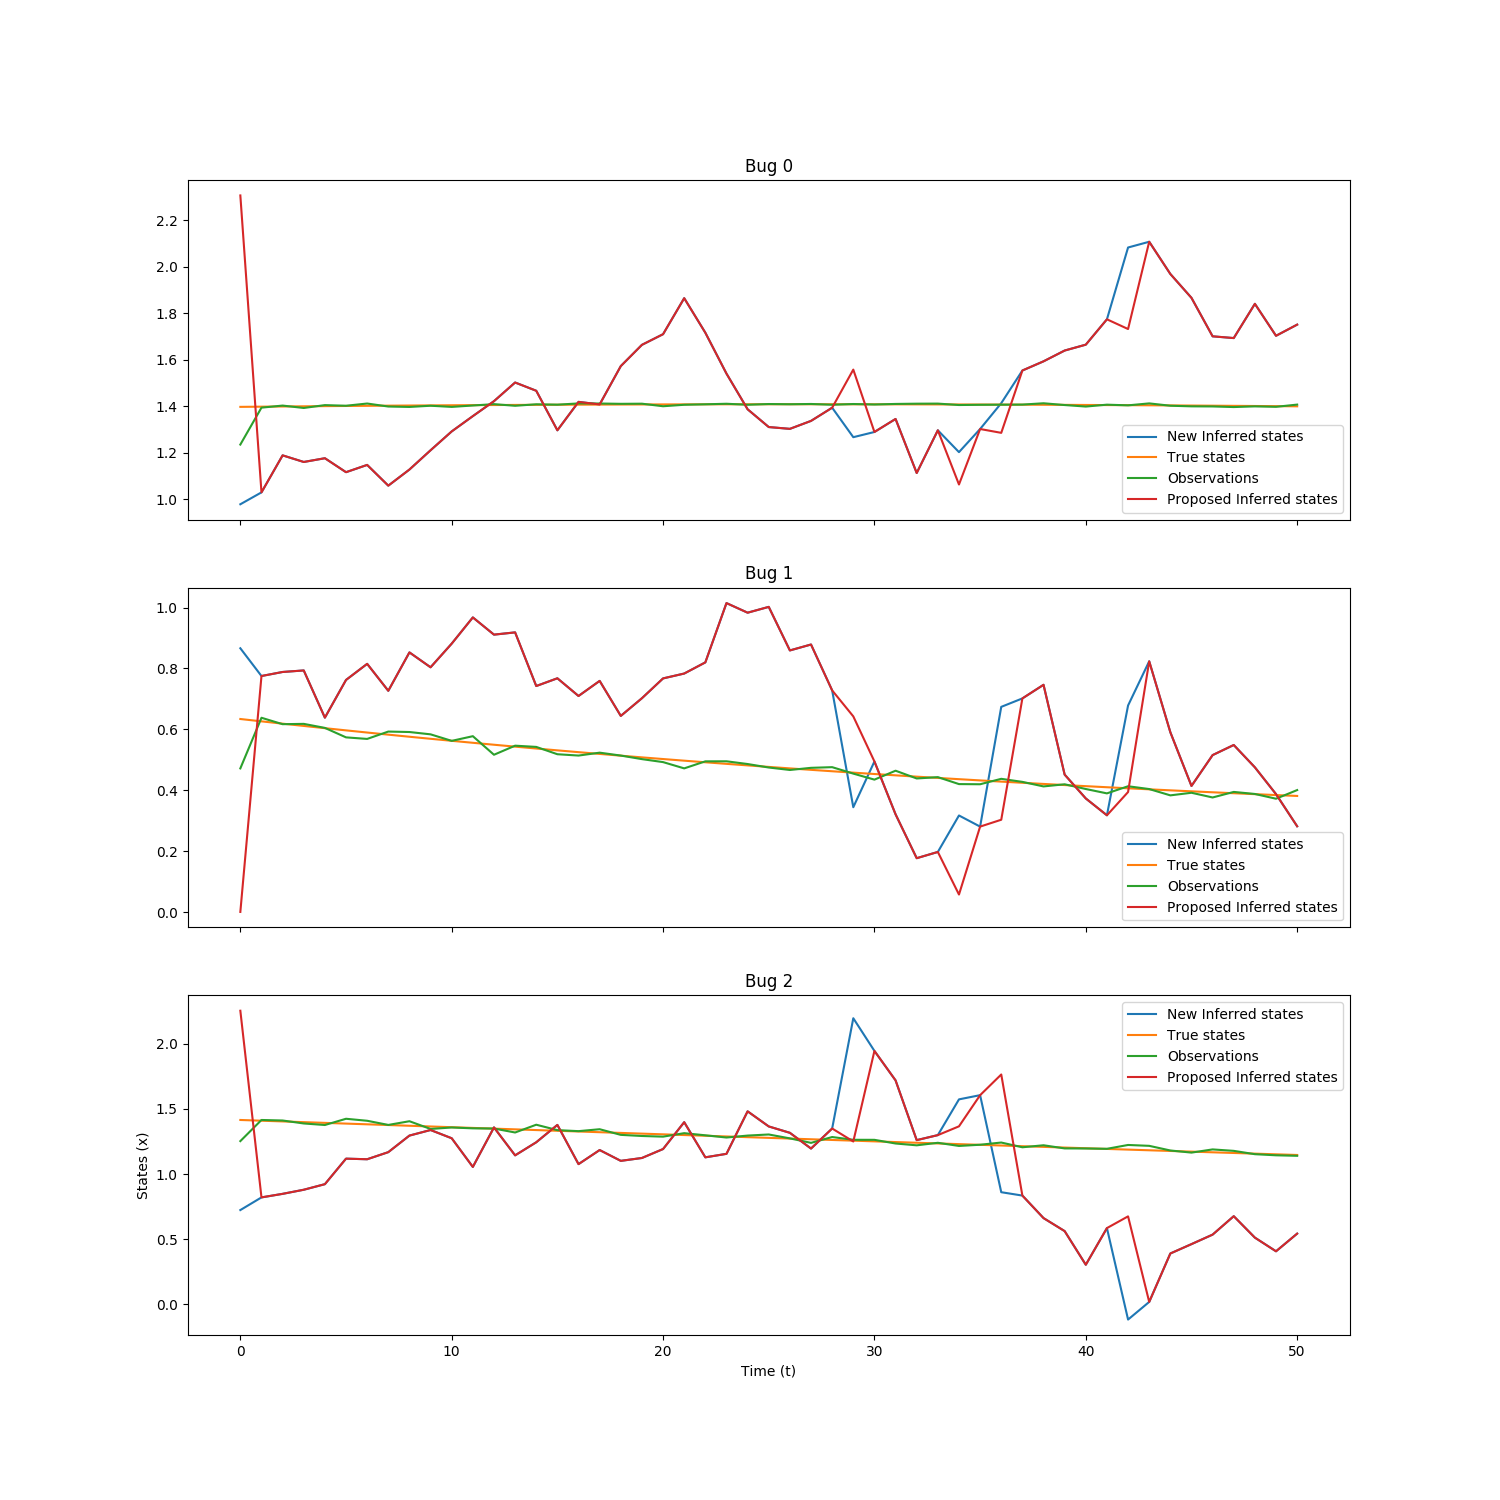 Bug 0
2.2
2.0
1.8
1.6
1.4
1.2
1.0
New Inferred states
True states
Observations
Proposed Inferred states
Bug 1
1.0
0.8
0.6
0.4
0.2
0.0
New Inferred states
True states
Observations
Proposed Inferred states
Bug 2
2.0
1.5
1.0
0.5
0.0
States (x)
New Inferred states
True states
Observations
Proposed Inferred states
0 10 20 30 40 50
Time (t)